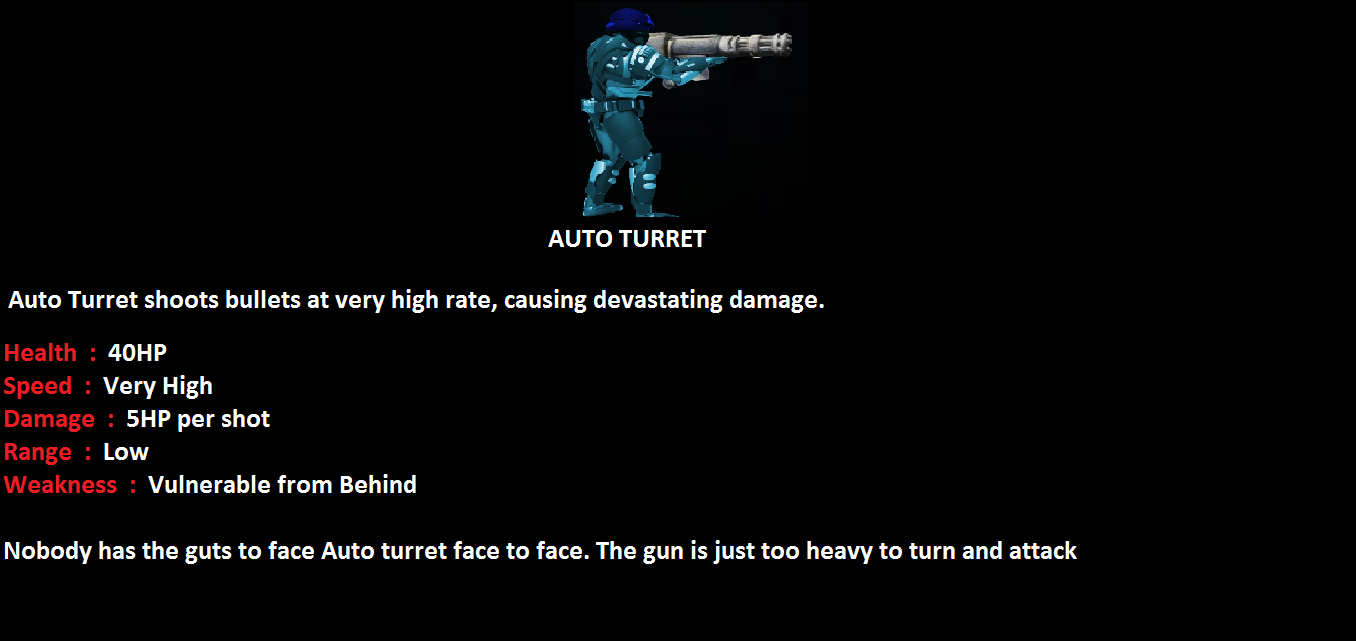 AUTO TURRET
Auto Turret shoots bullets at very high rate, causing devastating damage.
Health : 40HP
Speed : Very High
Damage : 5HP per shot
Range : Low
Weakness : Vulnerable from Behind
Nobody has the guts to face Auto turret face to face. The gun is just too heavy to turn and attack